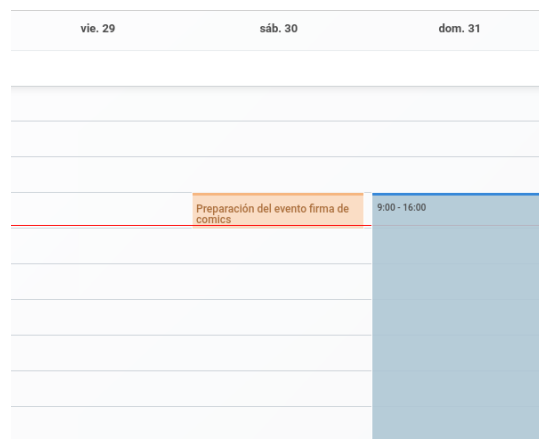 vie. 29
sáb. 30
dom. 31
Preparación del evento firma de
comics
9:00 - 16:00